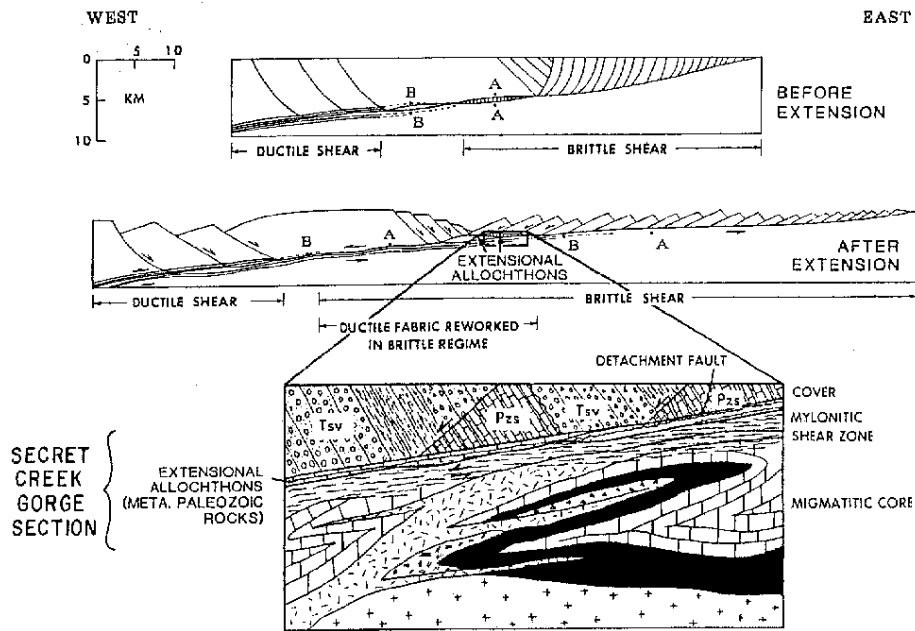 WEST
EAST
0 5 10
KM
5
10
B
A
B
A
BEFORE
EXTENSION
DUCTILE SHEAR
BRITTLE SHEAR
B
A
B
A
EXTENSIONAL
ALLOCHTHONS
AFTER
EXTENSION
DUCTILE SHEAR
BRITTLE SHEAR
DUCTILE FABRIC REWORKED
IN BRITTLE REGIME
DETACHMENT FAULT
Tsv
Pzs
Tsv
Pzs
COVER
MYLONITIC
SHEAR ZONE
SECRET
CREEK
GORGE
SECTION
EXTENSIONAL
ALLOCHTHONS
(META. PALEOZOIC
ROCKS)
MIGMATITIC CORE